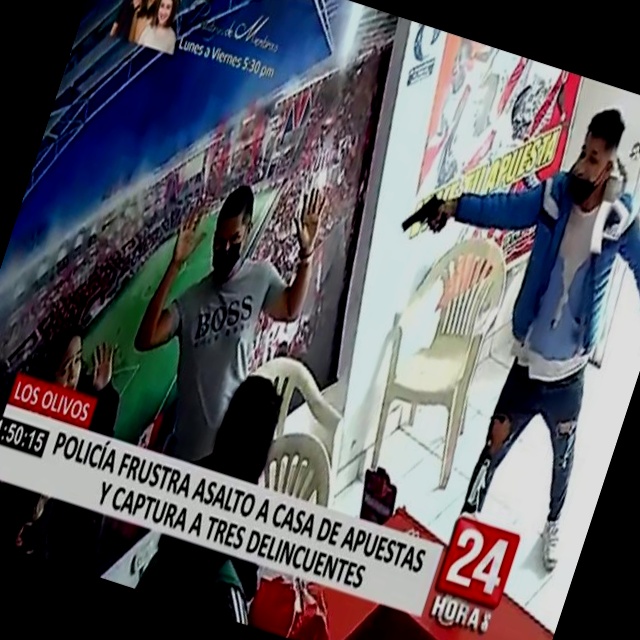 Lunes a Viernes 5:30 pm
BOSS
LOS OLIVOS
:50:15
POLICÍA FRUSTRA ASALTO A CASA DE APUESTAS
Y CAPTURA A TRES DELINCUENTES
24
HORAS